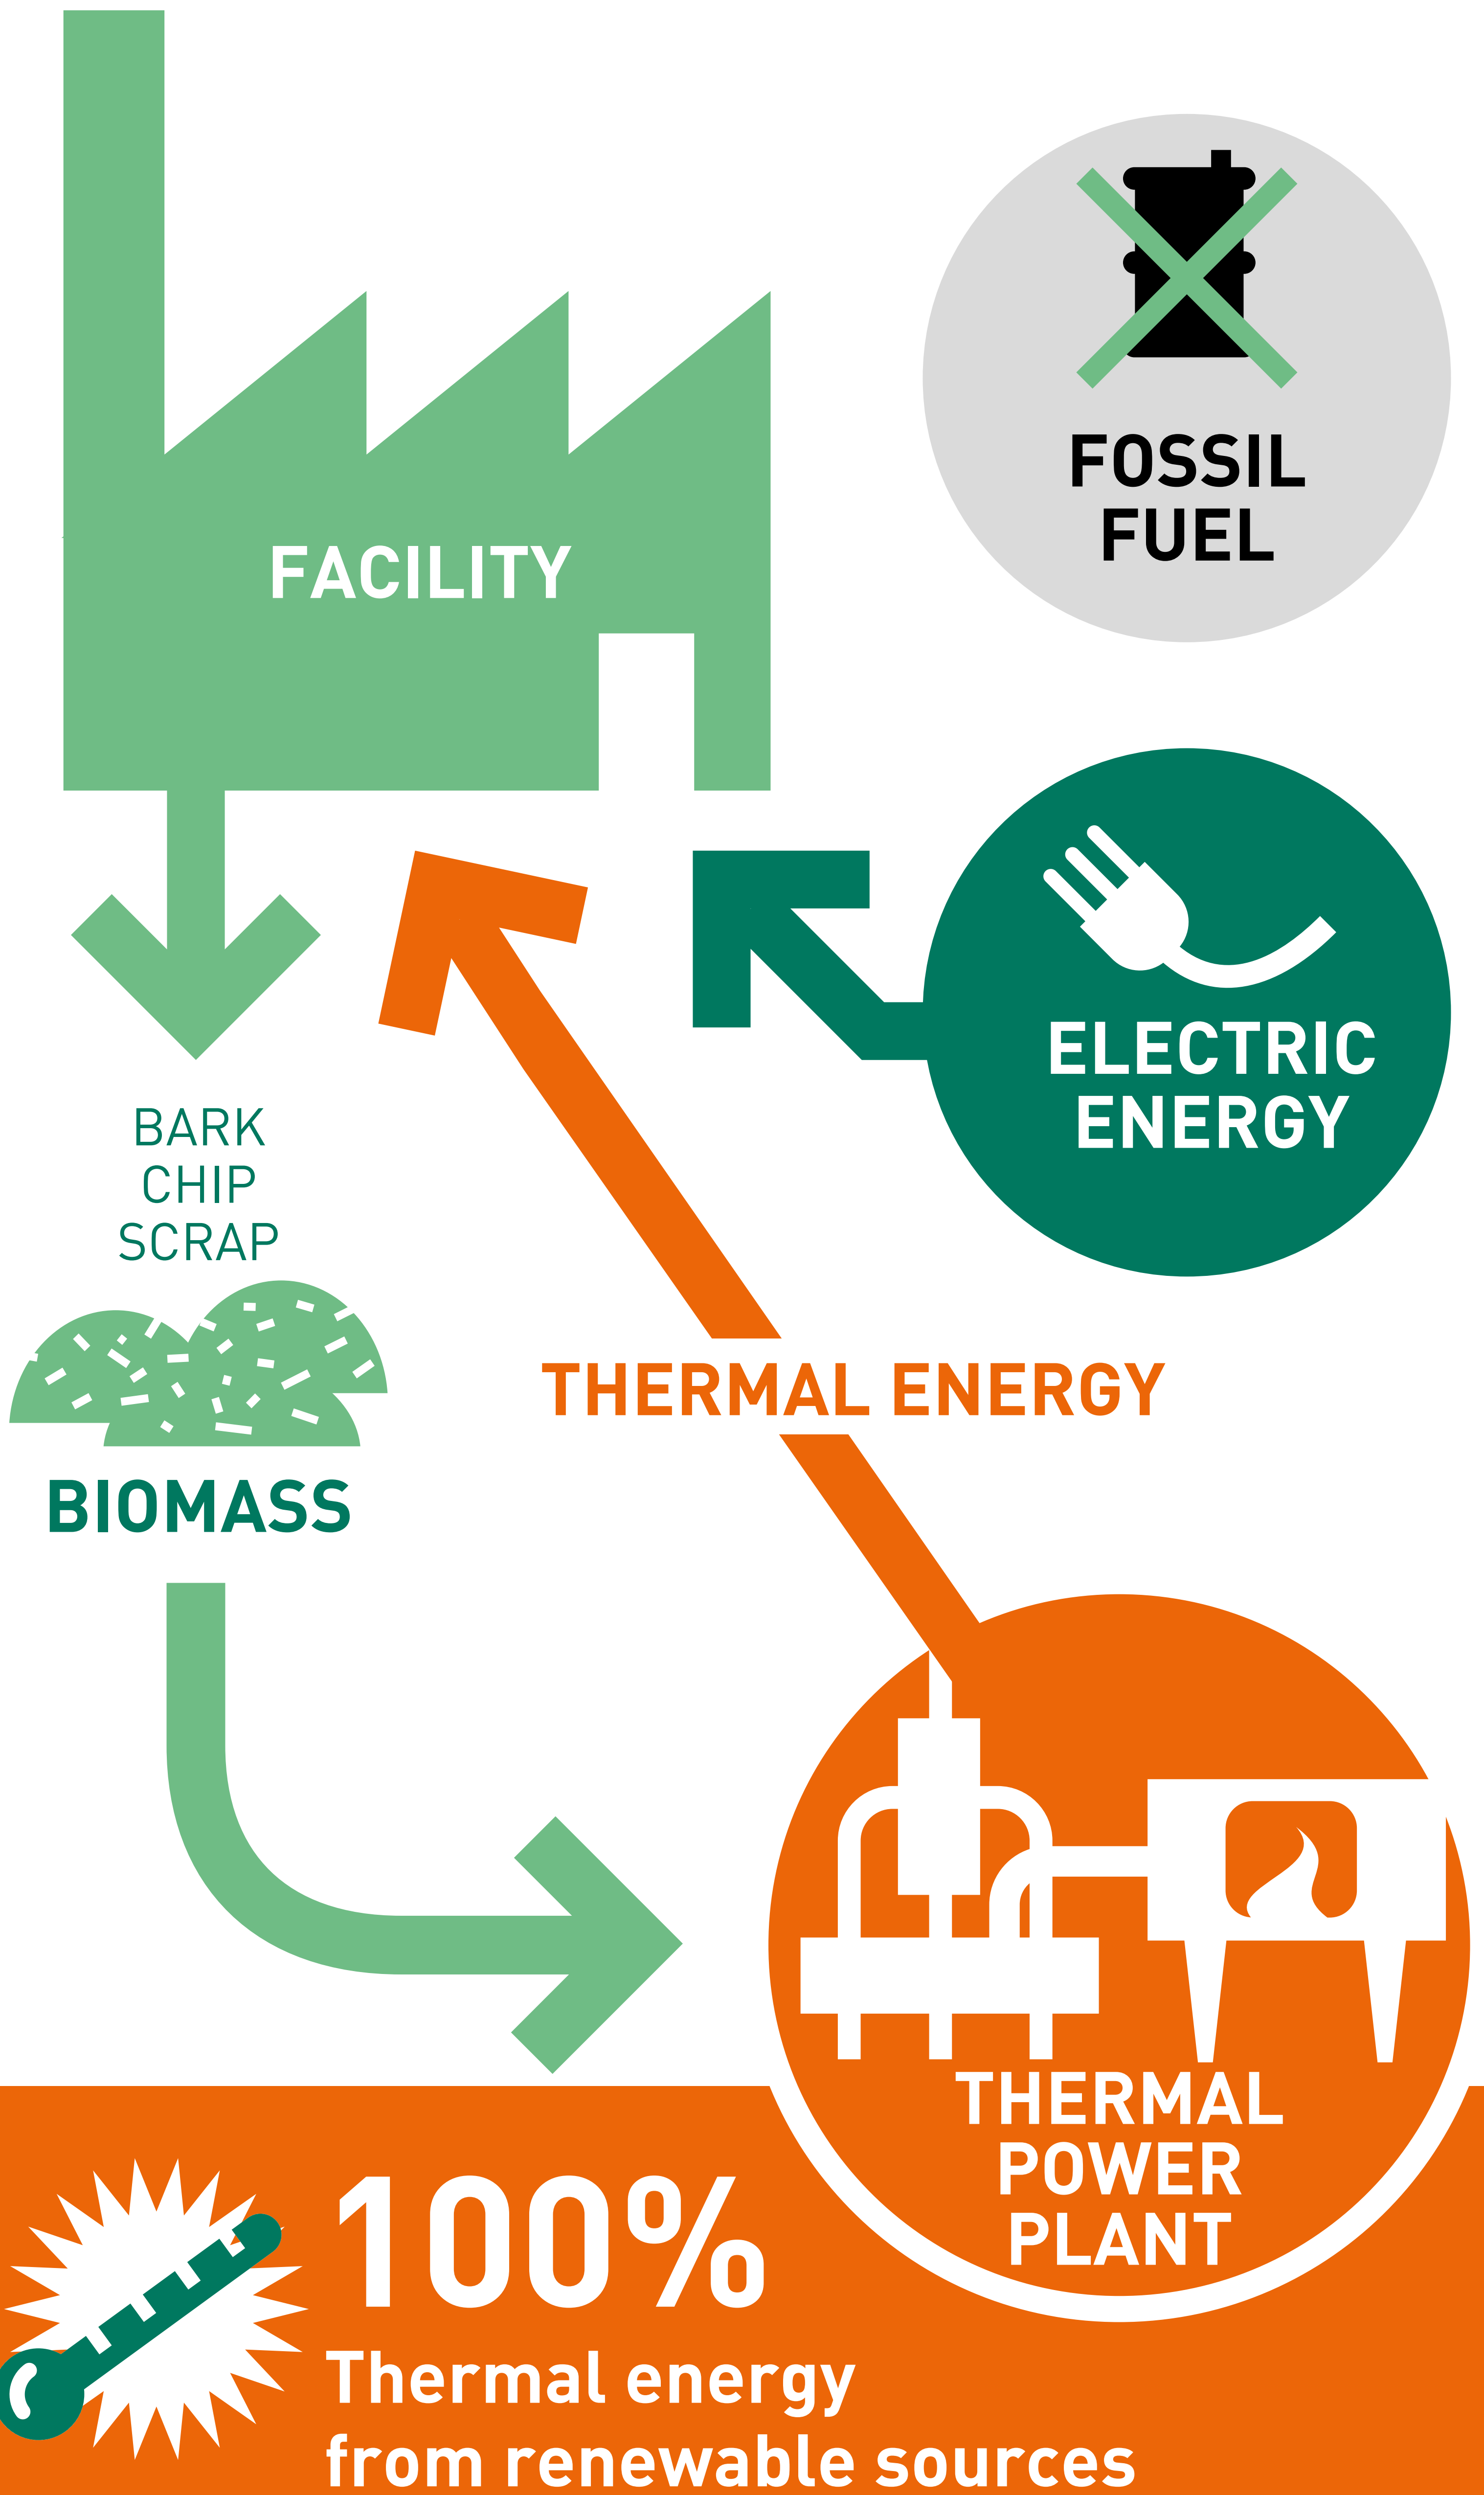 FOSSIL
FUEL
FACILITY
ELECTRIC
ENERGY
BARK
CHIP
SCRAP
THERMAL ENERGY
BIOMASS
THERMAL
POWER
PLANT
100%
Thermal energy
from renewable sources